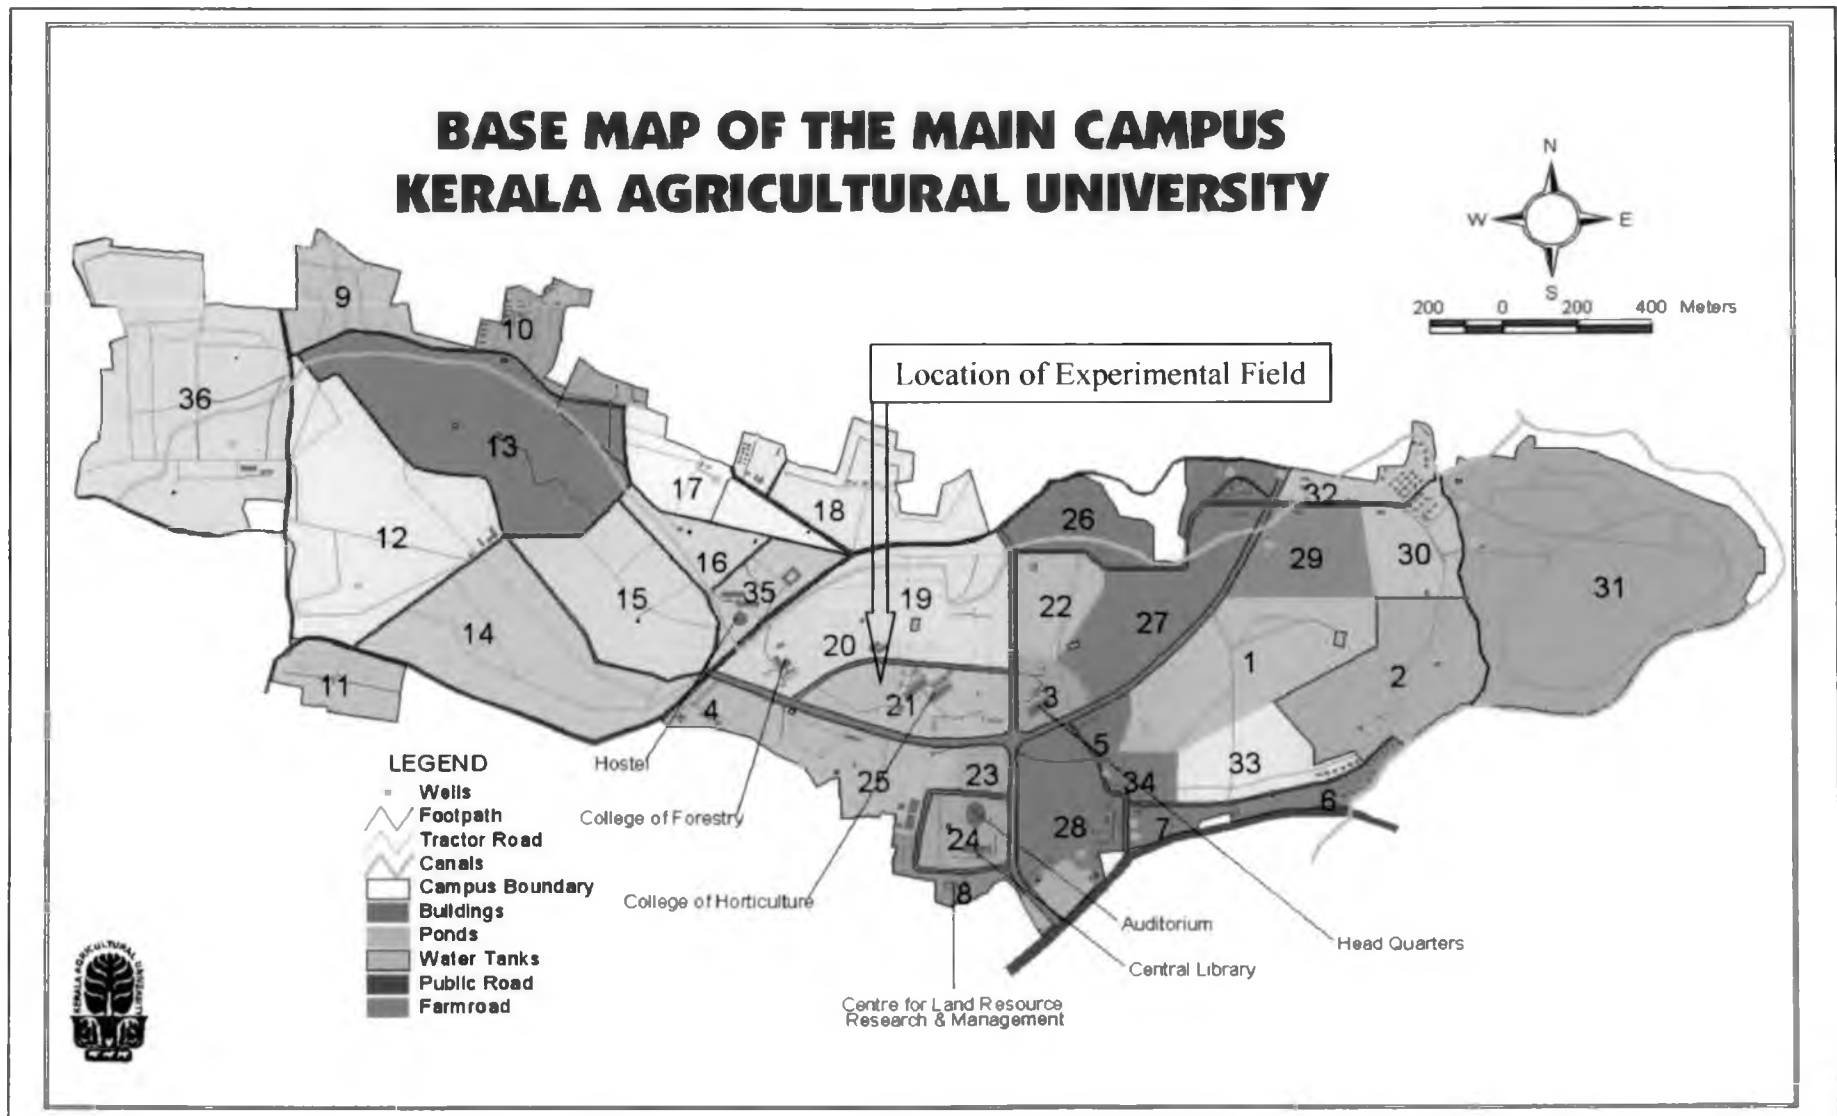 BASE MAP OF THE MAIN CAMPUS
KERALA AGRICULTURAL UNIVERSITY
N
W E
S
200 0 200 400 Meters
Location of Experimental Field
9
10
36
13
17
18
12
16
35
15
14
11
19
20
21
22
26
27
32
29
30
31
1
2
3
4
5
33
34
6
7
23
25
24
28
8
Hostel
College of Forestry
College of Horticulture
Auditorium
Head Quarters
Central Library
Centre for Land Resource
Research & Management
LEGEND
Wells
Footpath
Tractor Road
Canals
Campus Boundary
Buildings
Ponds
Water Tanks
Public Road
Farmroad
KERALA AGRICULTURAL UNIVERSITY